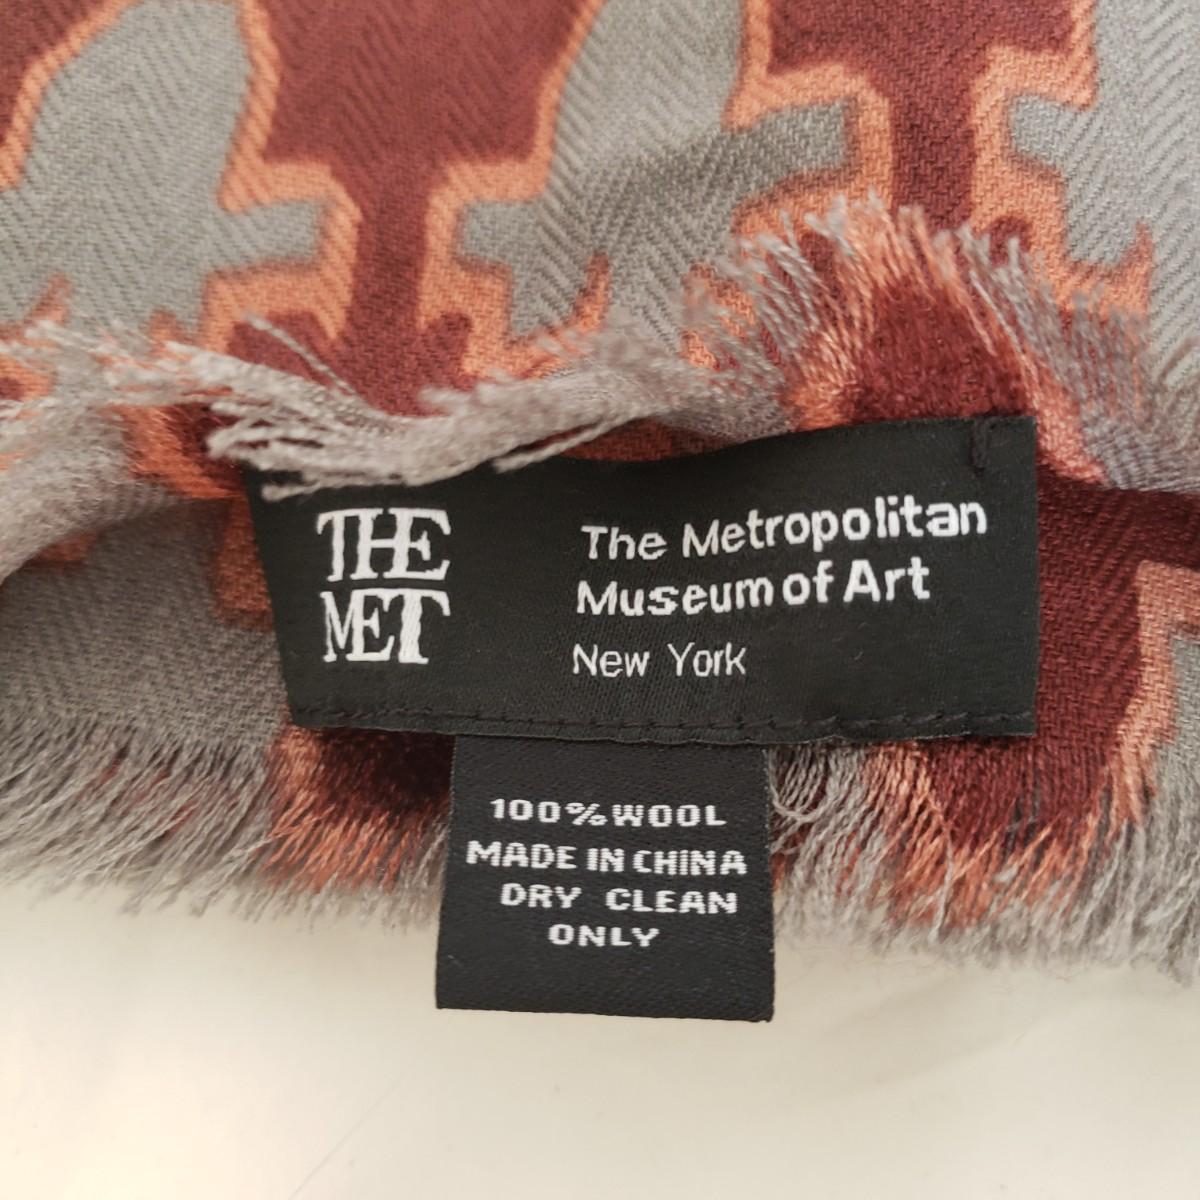 THE
MET
The Metropolitan
Museum of Art
New York
100% WOOL
MADE IN CHINA
DRY CLEAN
ONLY